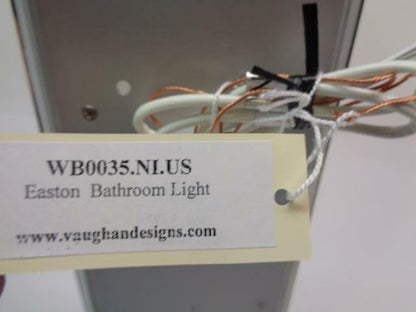 WB0035.NI.US
Easton Bathroom Light
www.vaughandesigns.com